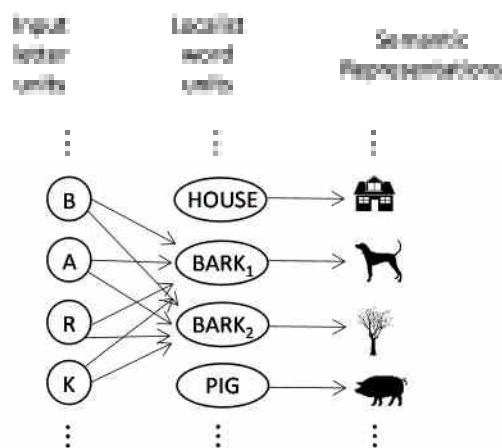 Input
letter
units
Localist
word
units
Semantic
Representations
B
HOUSE
A
BARK₁
R
BARK₂
K
PIG